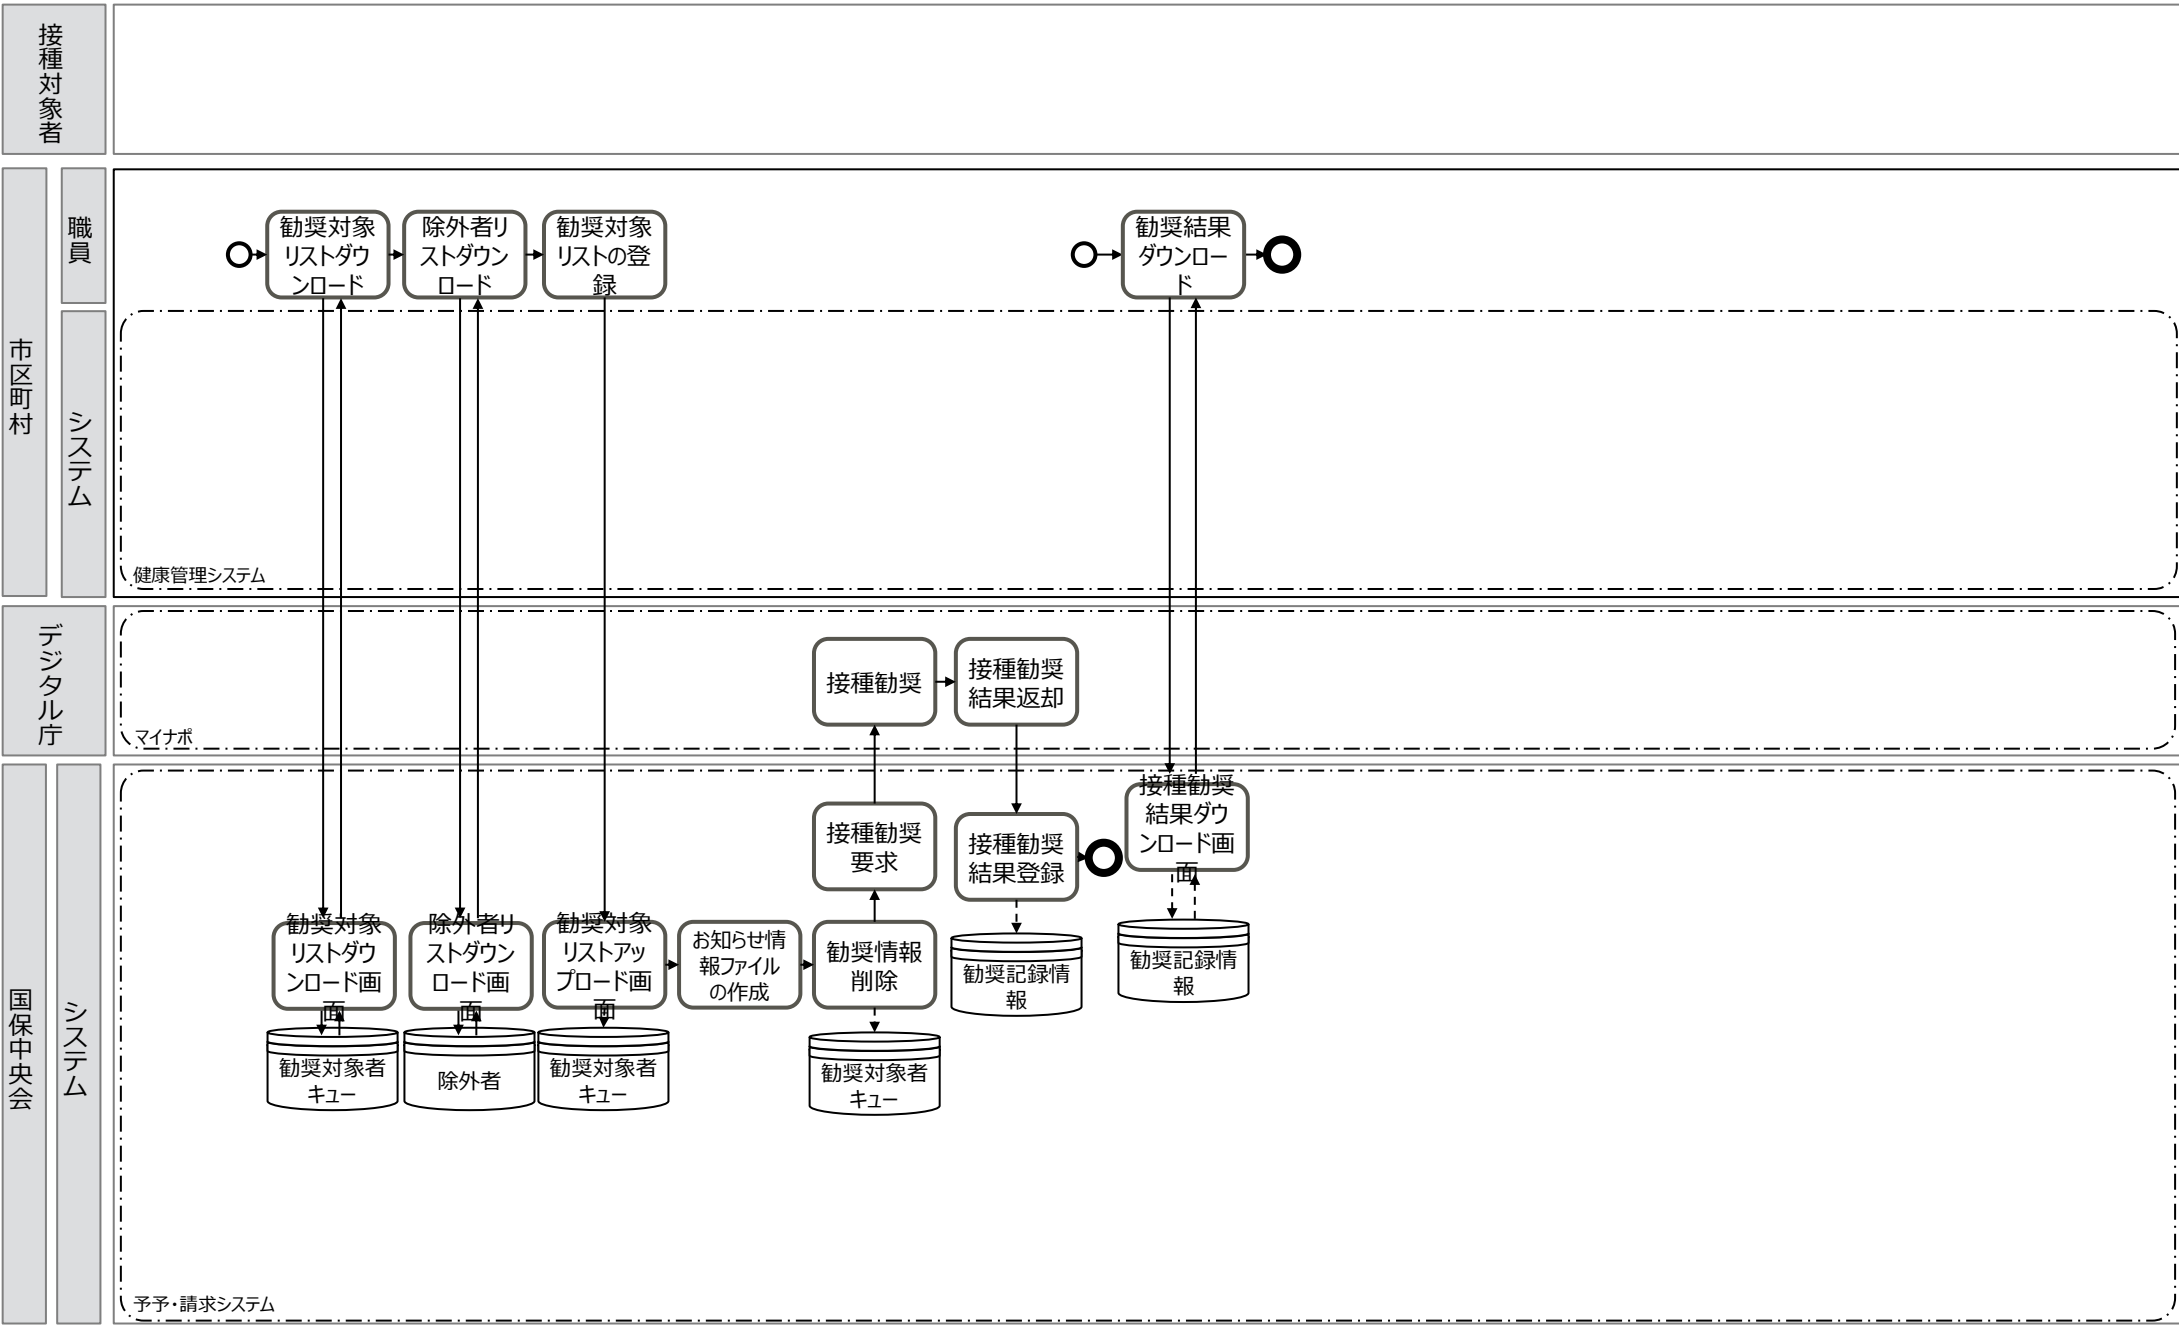 接種対象者
市区町村
職員
勧奨対象
リストダウ
ンロード
除外者リ
ストダウン
ロード
勧奨対象
リストの登
録
勧奨結果
ダウンロー
ド
システム
健康管理システム
デジタル庁
接種勧奨
接種勧奨
結果返却
マイナポ
国保中央会
システム
接種勧奨
要求
接種勧奨
結果登録
接種勧奨
結果ダウ
ンロード画
面
勧奨対象
リストダウ
ンロード画
面
除外者リ
ストダウン
ロード画
面
勧奨対象
リストアッ
プロード画
面
お知らせ情
報ファイル
の作成
勧奨情報
削除
勧奨記録情
報
勧奨記録情
報
勧奨対象者
キュー
除外者
勧奨対象者
キュー
勧奨対象者
キュー
予予・請求システム